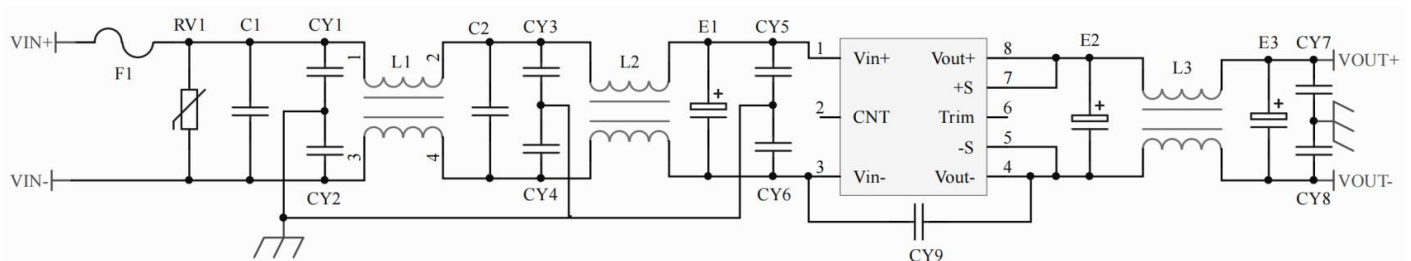 RV1 C1 CY1 C2 CY3 E1 CY5 E2 E3 CY7
VIN+ F1 1 L1 2 L2 1 Vin+ Vout+ 8 L3 VOUT+
+S 7
2 CNT Trim 6
-S 5
VIN- 3 4 3 Vin- Vout- 4 VOUT-
CY2 CY4 CY6 CY8
CY9
+ + +